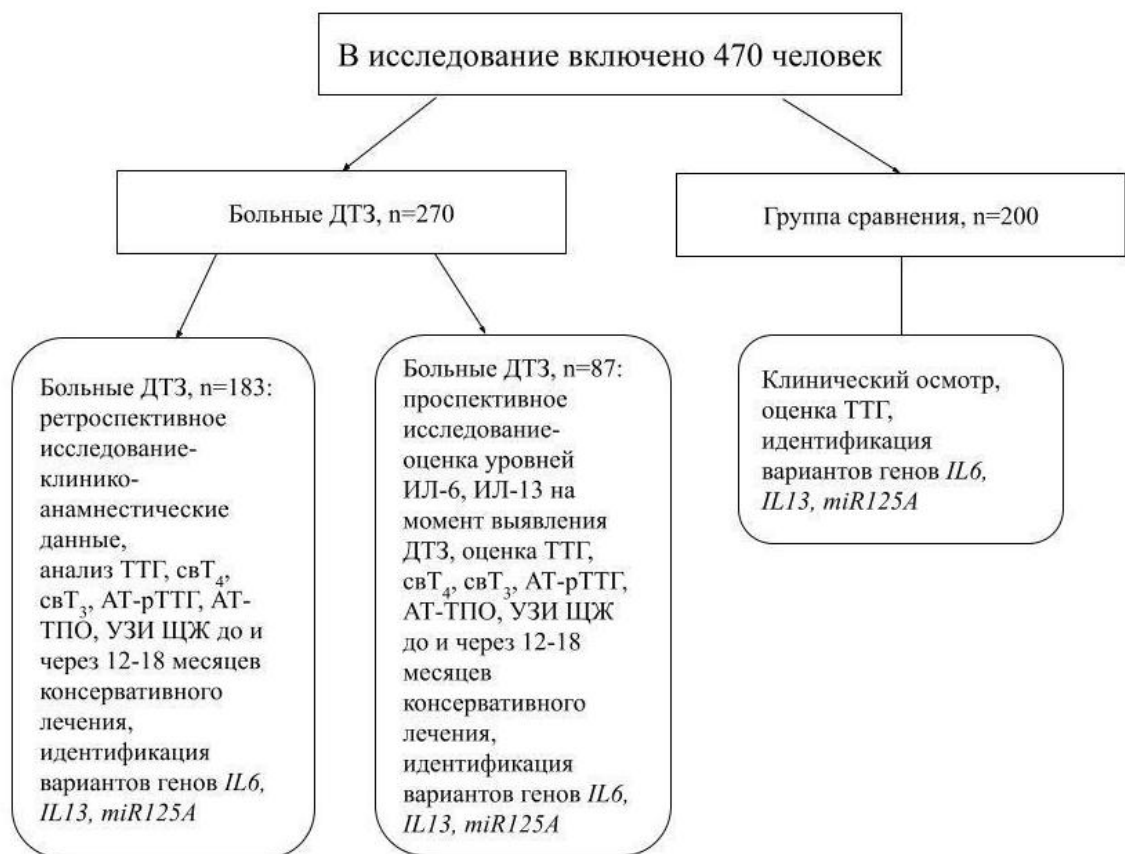 В исследование включено 470 человек
Больные ДТЗ, n=270
Группа сравнения, n=200
Больные ДТЗ, n=183:
ретроспективное
исследование-
клинико-
анамнестические
данные,
анализ ТТГ, свТ₄,
свТ₃, АТ-рТТГ, АТ-
ТПО, УЗИ ЩЖ до и
через 12-18 месяцев
консервативного
лечения,
идентификация
вариантов генов IL6,
IL13, miR125A
Больные ДТЗ, n=87:
проспективное
исследование-
оценка уровней
ИЛ-6, ИЛ-13 на
момент выявления
ДТЗ, оценка ТТГ,
свТ₄, свТ₃, АТ-рТТГ,
АТ-ТПО, УЗИ ЩЖ
до и через 12-18
месяцев
консервативного
лечения,
идентификация
вариантов генов IL6,
IL13, miR125A
Клинический осмотр,
оценка ТТГ,
идентификация
вариантов генов IL6,
IL13, miR125A